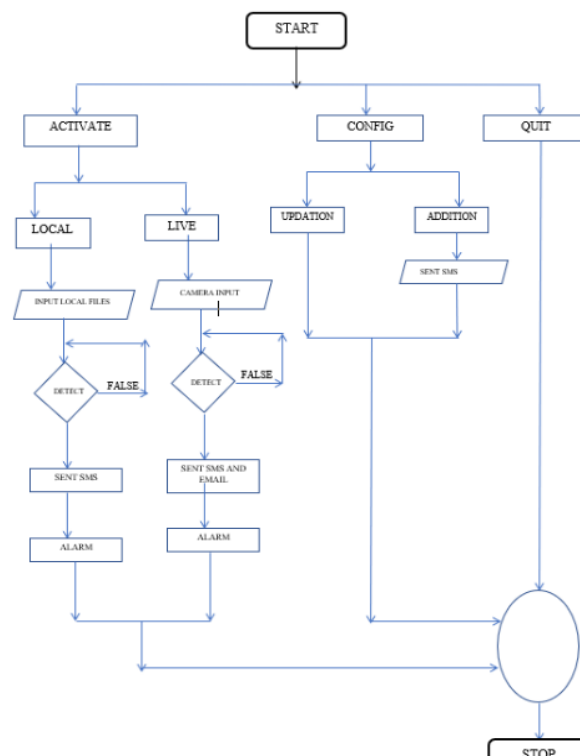 START
ACTIVATE
CONFIG
QUIT
LOCAL
LIVE
UPDATION
ADDITION
INPUT LOCAL FILES
CAMERA INPUT
SENT SMS
DETECT
FALSE
DETECT
FALSE
SENT SMS
SENT SMS AND
EMAIL
ALARM
ALARM
STOP